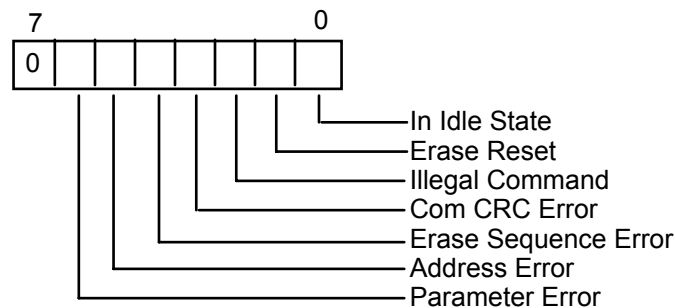 7 0
0
In Idle State
Erase Reset
Illegal Command
Com CRC Error
Erase Sequence Error
Address Error
Parameter Error